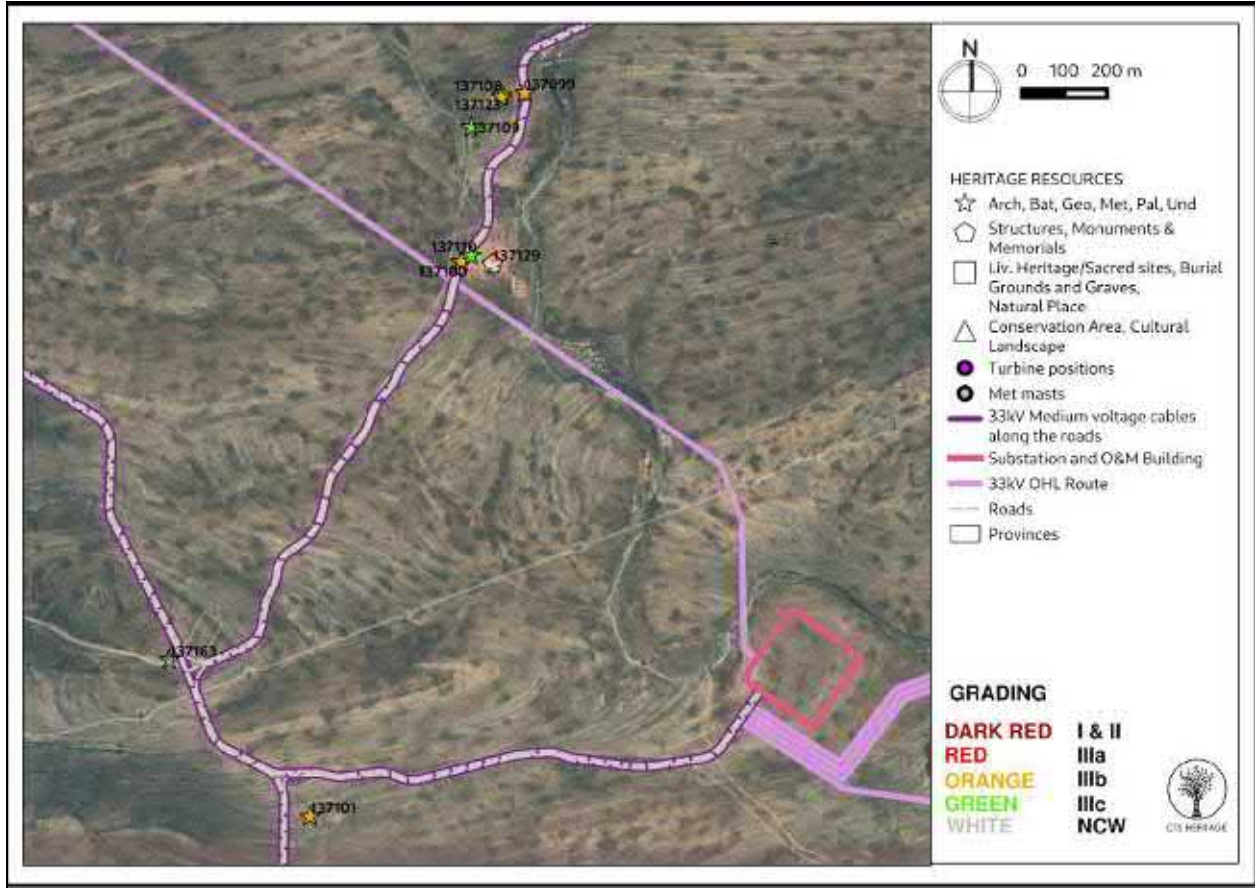 137108
137099
137123
137109
137110
137129
137100
137163
137101
N
0 100 200 m
HERITAGE RESOURCES
Arch, Bat, Geo, Met, Pal, Und
Structures, Monuments &
Memorials
Liv. Heritage/Sacred sites, Burial
Grounds and Graves,
Natural Place
Conservation Area, Cultural
Landscape
Turbine positions
Met masts
33kV Medium voltage cables
along the roads
Substation and O&M Building
33kV OHL Route
Roads
Provinces
GRADING
DARK RED I & II
RED IIIa
ORANGE IIIb
GREEN IIIc
WHITE NCW
CTS HERITAGE